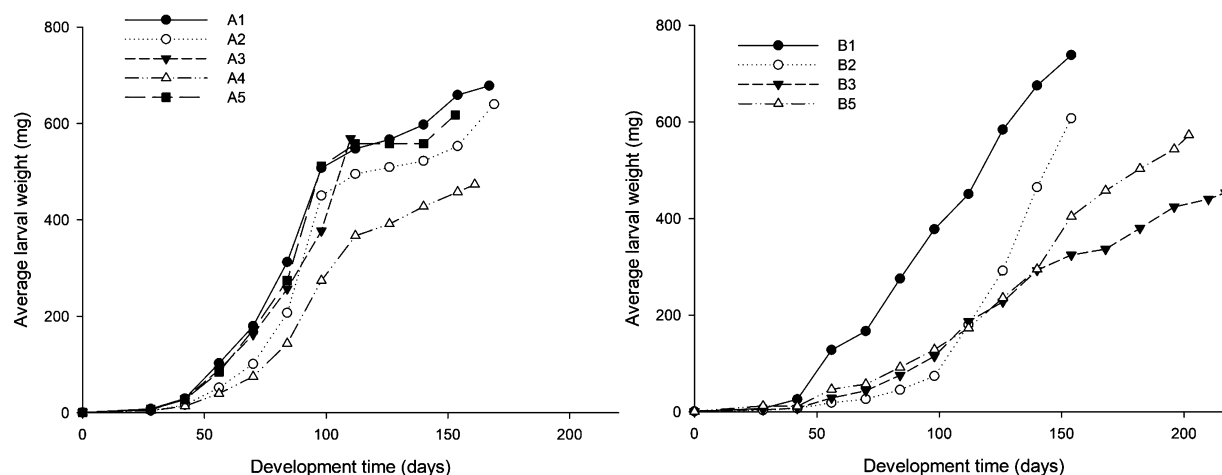 A1
A2
A3
A4
A5
Average larval weight (mg)
800
600
400
200
0
0
50
100
150
200
Development time (days)
B1
B2
B3
B5
Average larval weight (mg)
800
600
400
200
0
0
50
100
150
200
Development time (days)